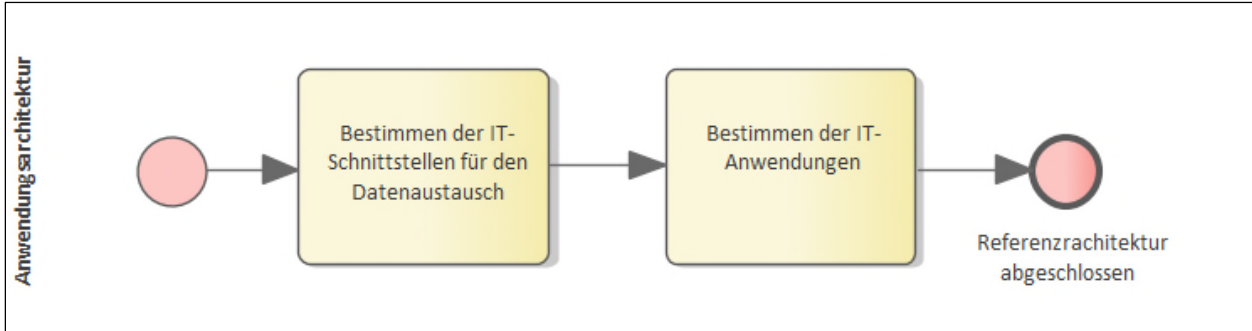 Anwendungsarchitektur
Bestimmen der IT-
Schnittstellen für den
Datenaustausch
Bestimmen der IT-
Anwendungen
Referenzrachitektur
abgeschlossen